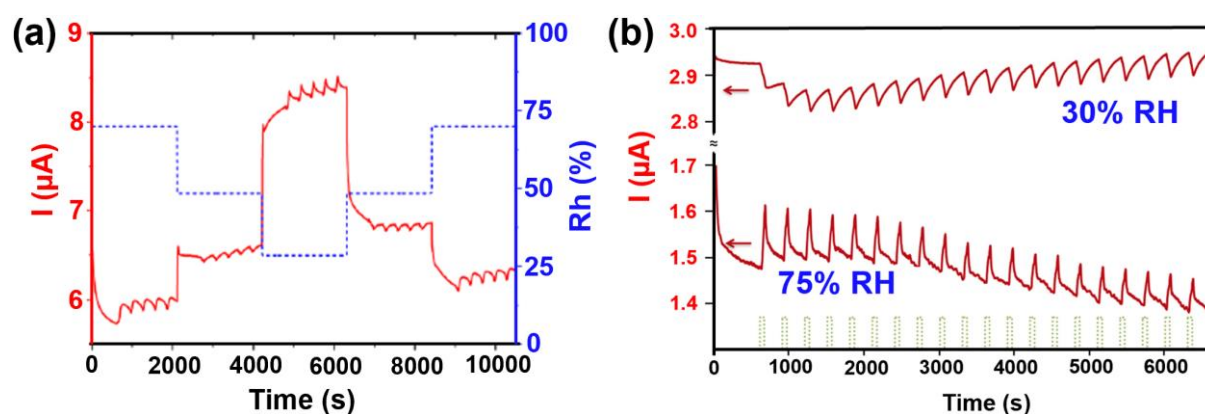 (a)
I (µA)
9
8
7
6
5
0 2000 4000 6000 8000 10000
Time (s)
100
75
50
25
0
Rh (%)
(b)
I (µA)
3.0
2.9
2.8
≈
1.7
1.6
1.5
1.4
30% RH
75% RH
0 1000 2000 3000 4000 5000 6000
Time (s)